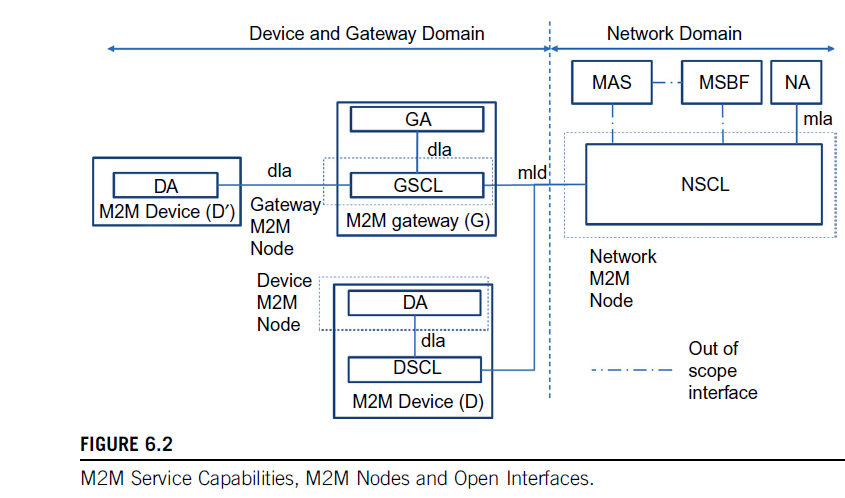 Device and Gateway Domain
Network Domain
MAS
MSBF
NA
mla
GA
dla
GSCL
M2M gateway (G)
dla
DA
M2M Device (D′)
Gateway
M2M
Node
mld
NSCL
Network
M2M
Node
Device
M2M
Node
DA
dla
DSCL
M2M Device (D)
Out of
scope
interface
FIGURE 6.2
M2M Service Capabilities, M2M Nodes and Open Interfaces.